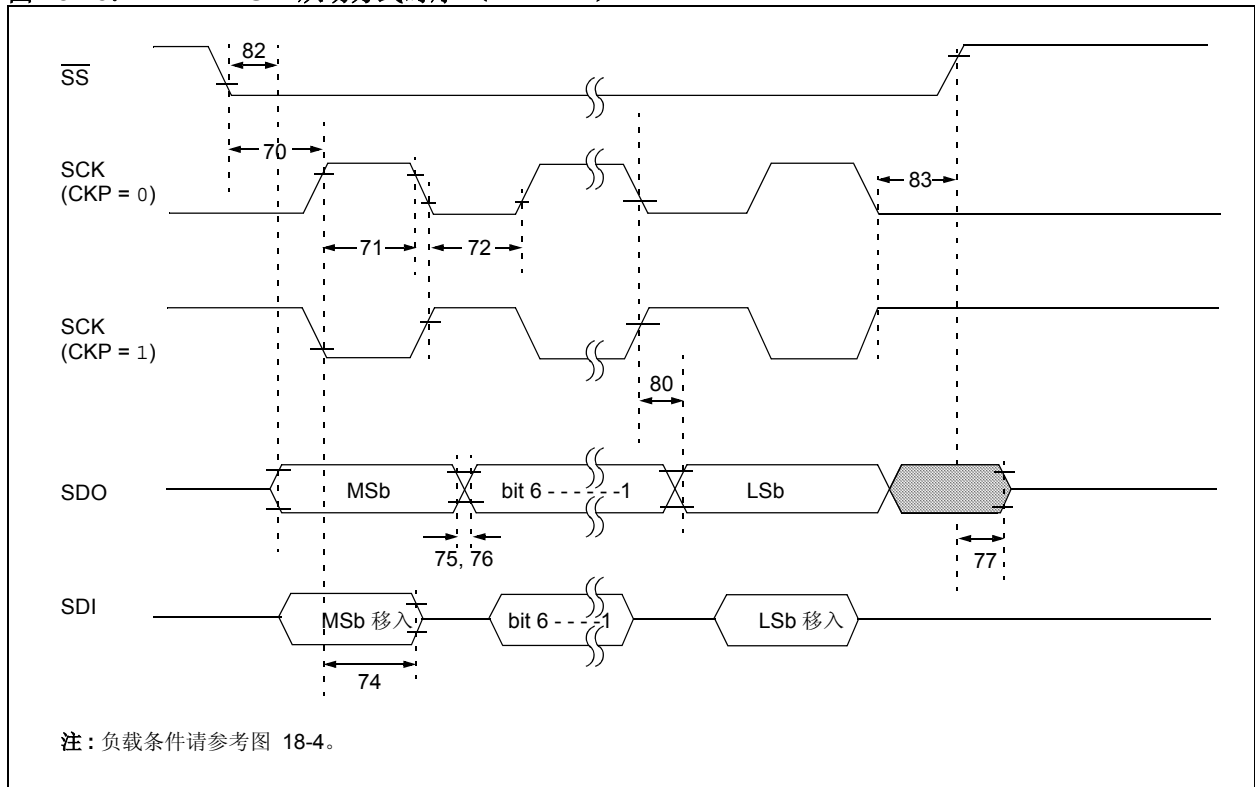 82
SS
70
SCK
(CKP = 0)
83
71
72
SCK
(CKP = 1)
80
SDO
MSb
bit 6 - - - - - -1
LSb
75, 76
77
SDI
MSb 移入
bit 6 - - - -1
LSb 移入
74
注：负载条件请参考图 18-4。